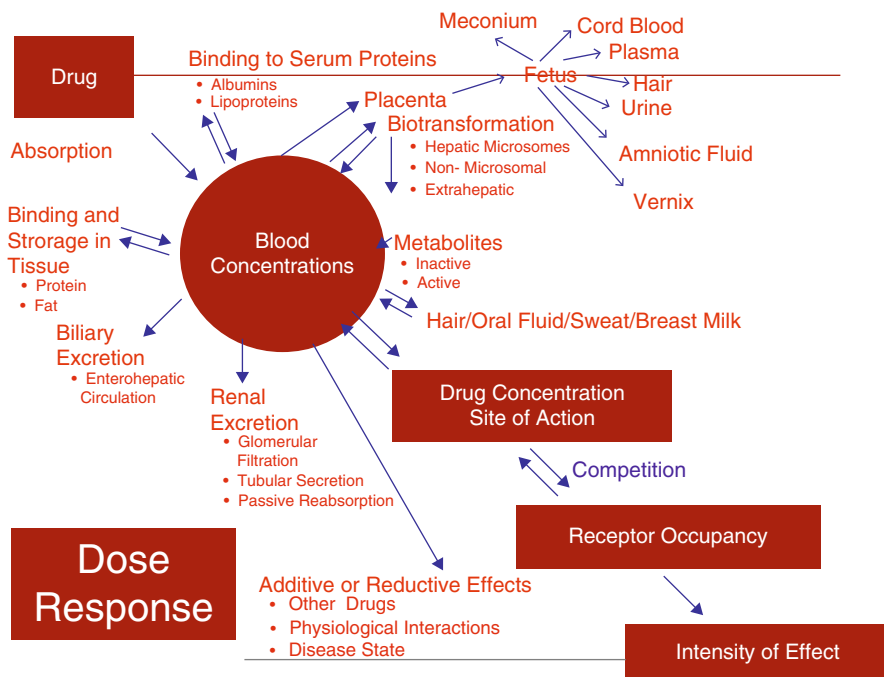 Drug
Binding to Serum Proteins
• Albumins
• Lipoproteins
Meconium
Cord Blood
Plasma
Fetus
Hair
Urine
Amniotic Fluid
Vernix
Placenta
Biotransformation
• Hepatic Microsomes
• Non- Microsomal
• Extrahepatic
Absorption
Blood
Concentrations
Binding and
Strorage in
Tissue
• Protein
• Fat
Metabolites
• Inactive
• Active
Hair/Oral Fluid/Sweat/Breast Milk
Biliary
Excretion
• Enterohepatic
Circulation
Renal
Excretion
• Glomerular
Filtration
• Tubular Secretion
• Passive Reabsorption
Drug Concentration
Site of Action
Competition
Receptor Occupancy
Dose
Response
Additive or Reductive Effects
• Other Drugs
• Physiological Interactions
• Disease State
Intensity of Effect